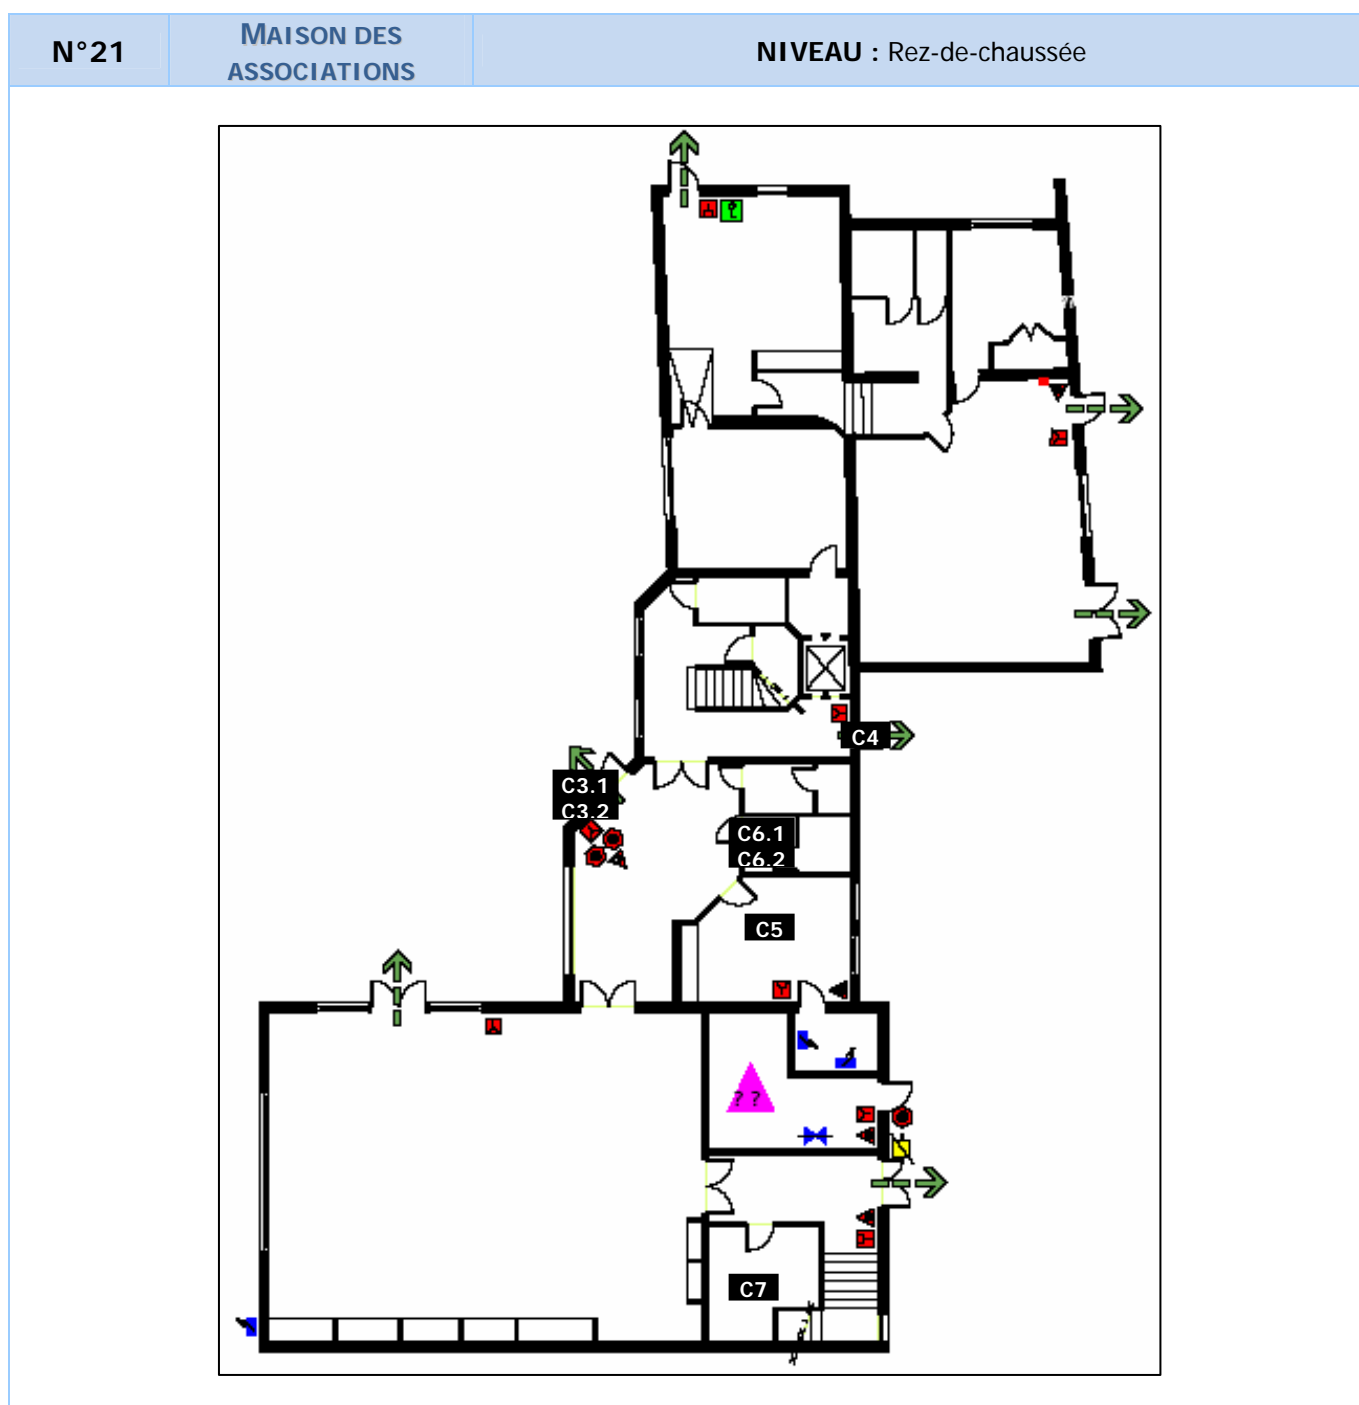 N°21
MAISON DES
ASSOCIATIONS
NIVEAU : Rez-de-chaussée
C4
C3.1
C3.2
C6.1
C6.2
C5
? ?
C7